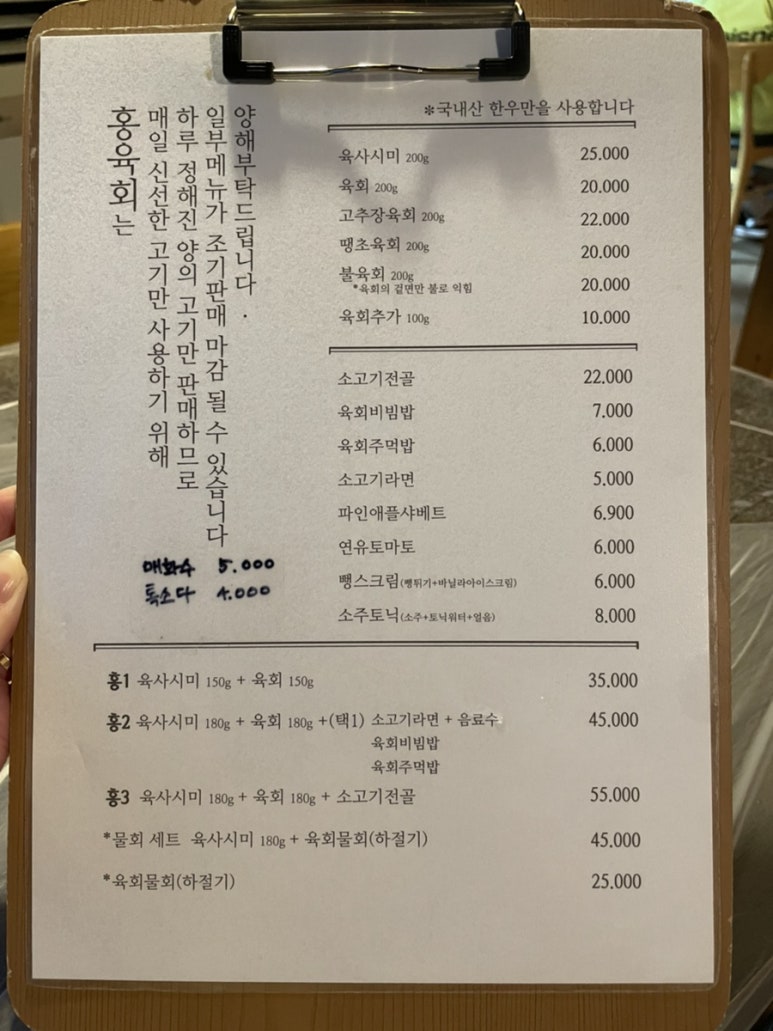 홍육회는
매일 신선한 고기만 사용하기 위해
하루 정해진 양의 고기만 판매하므로
일부메뉴가 조기판매 마감 될 수 있습니다
양해부탁드립니다.
매화수 5.000
톡소다 4.000
*국내산 한우만을 사용합니다
육사시미 200g 25.000
육회 200g 20.000
고추장육회 200g 22.000
땡초육회 200g 20.000
불육회 200g 20.000
*육회의 겉면만 불로 익힘
육회추가 100g 10.000
소고기전골 22.000
육회비빔밥 7.000
육회주먹밥 6.000
소고기라면 5.000
파인애플샤베트 6.900
연유토마토 6.000
뺑스크림(뺑튀기+바닐라아이스크림) 6.000
소주토닉(소주+토닉워터+얼음) 8.000
홍1 육사시미 150g + 육회 150g 35.000
홍2 육사시미 180g + 육회 180g +(택1) 소고기라면 + 음료수 45.000
육회비빔밥
육회주먹밥
홍3 육사시미 180g + 육회 180g + 소고기전골 55.000
*물회 세트 육사시미 180g + 육회물회(하절기) 45.000
*육회물회(하절기) 25.000